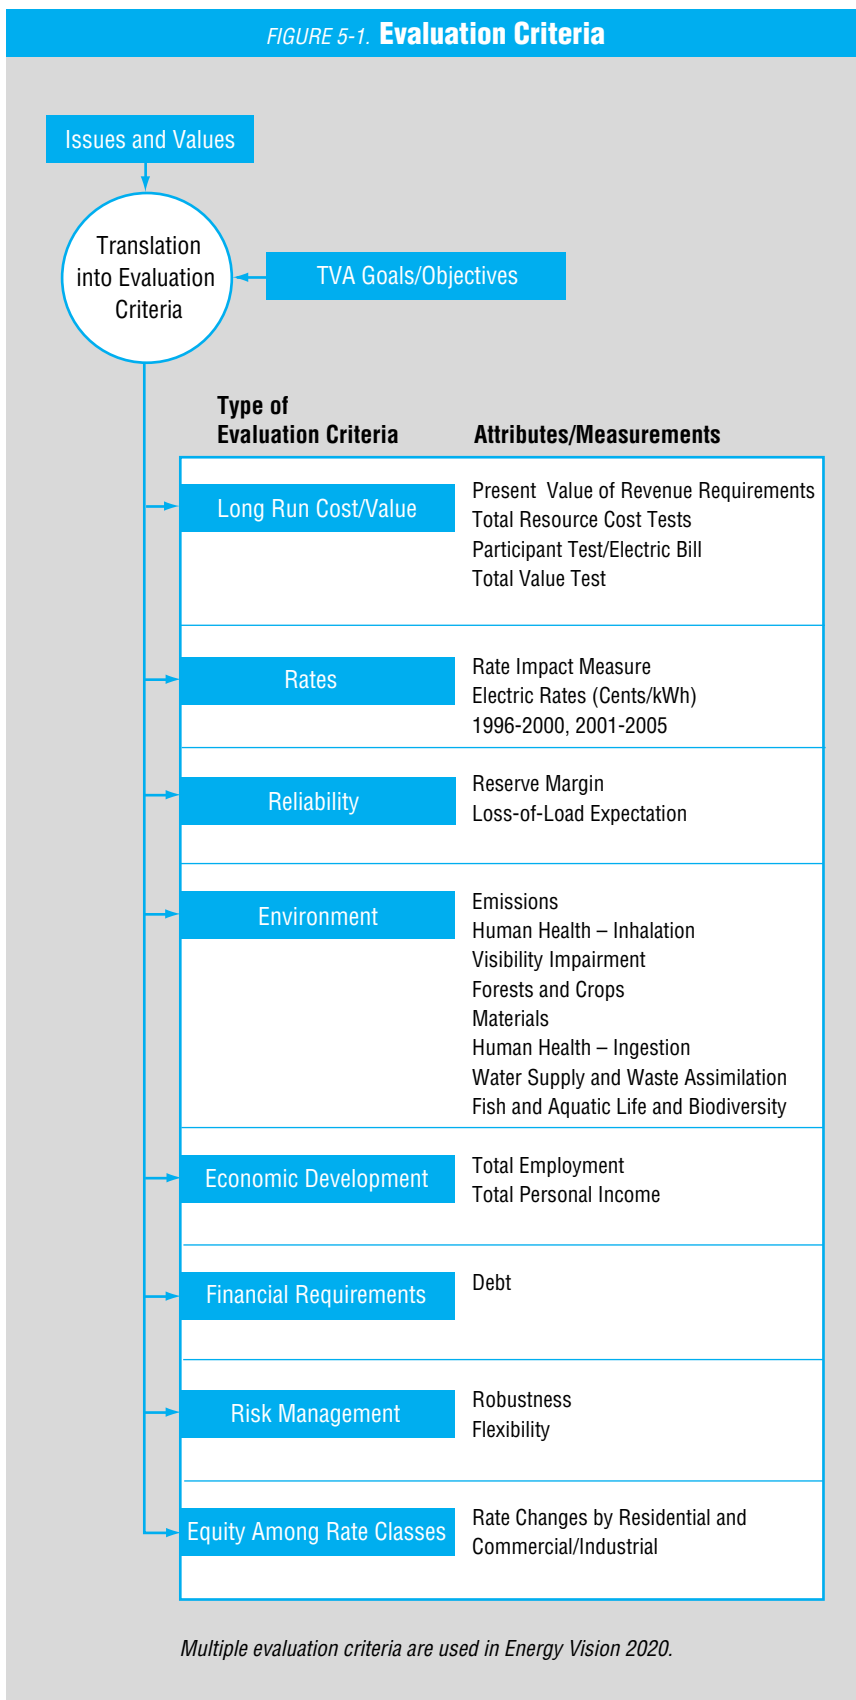 FIGURE 5-1. Evaluation Criteria
Issues and Values
Translation
into Evaluation
Criteria
TVA Goals/Objectives
Type of
Evaluation Criteria
Attributes/Measurements
Long Run Cost/Value
Present Value of Revenue Requirements
Total Resource Cost Tests
Participant Test/Electric Bill
Total Value Test
Rates
Rate Impact Measure
Electric Rates (Cents/kWh)
1996-2000, 2001-2005
Reliability
Reserve Margin
Loss-of-Load Expectation
Environment
Emissions
Human Health – Inhalation
Visibility Impairment
Forests and Crops
Materials
Human Health – Ingestion
Water Supply and Waste Assimilation
Fish and Aquatic Life and Biodiversity
Economic Development
Total Employment
Total Personal Income
Financial Requirements
Debt
Risk Management
Robustness
Flexibility
Equity Among Rate Classes
Rate Changes by Residential and
Commercial/Industrial
Multiple evaluation criteria are used in Energy Vision 2020.